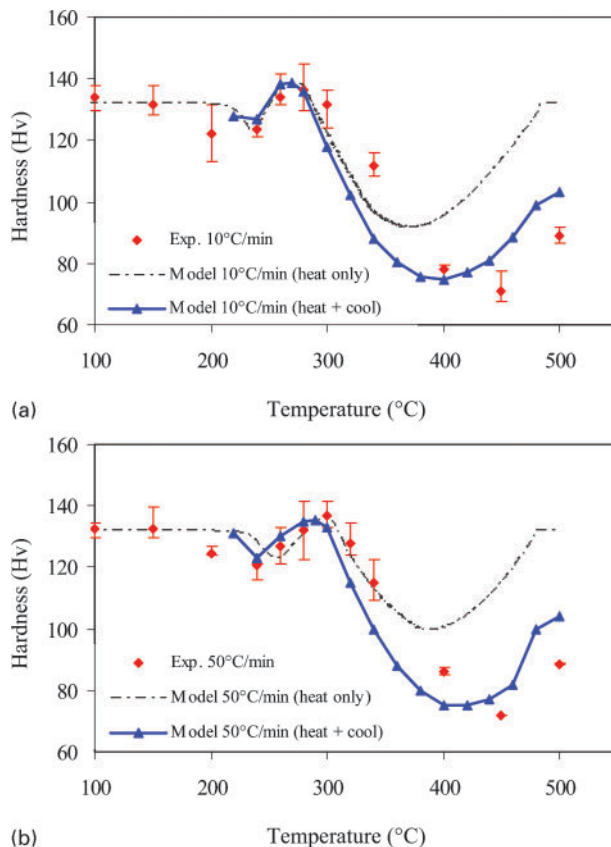 160
140
120
100
80
60
Hardness (Hv)
Exp. 10°C/min
Model 10°C/min (heat only)
Model 10°C/min (heat + cool)
100 200 300 400 500
(a)
Temperature (°C)
160
140
120
100
80
60
Hardness (Hv)
Exp. 50°C/min
Model 50°C/min (heat only)
Model 50°C/min (heat + cool)
100 200 300 400 500
(b)
Temperature (°C)